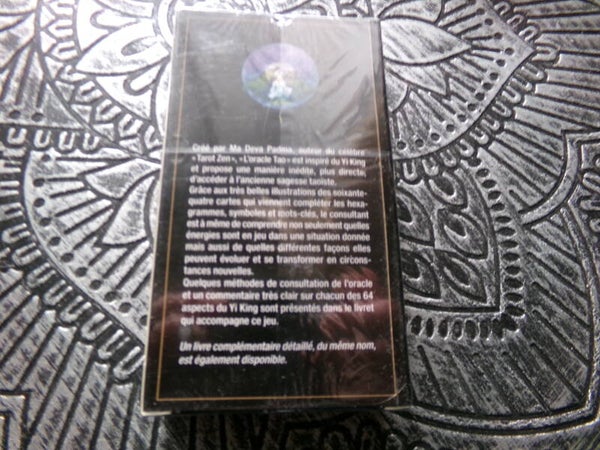 Créé par Ma Deva Padma, auteur du célèbre
«Tarot Zen», «L'oracle Tao» est inspiré du Yi King
et propose une manière inédite, plus directe,
d'accéder à l'ancienne sagesse taoïste.
Grâce aux très belles illustrations des soixante-
quatre cartes qui viennent compléter les hexa-
grammes, symboles et mots-clés, le consultant
est à même de comprendre non seulement quelles
énergies sont en jeu dans une situation donnée
mais aussi de quelles différentes façons elles
peuvent évoluer et se transformer en circons-
tances nouvelles.
Quelques méthodes de consultation de l'oracle
et un commentaire très clair sur chacun des 64
aspects du Yi King sont présentés dans le livret
qui accompagne ce jeu.
Un livre complémentaire détaillé, du même nom,
est également disponible.